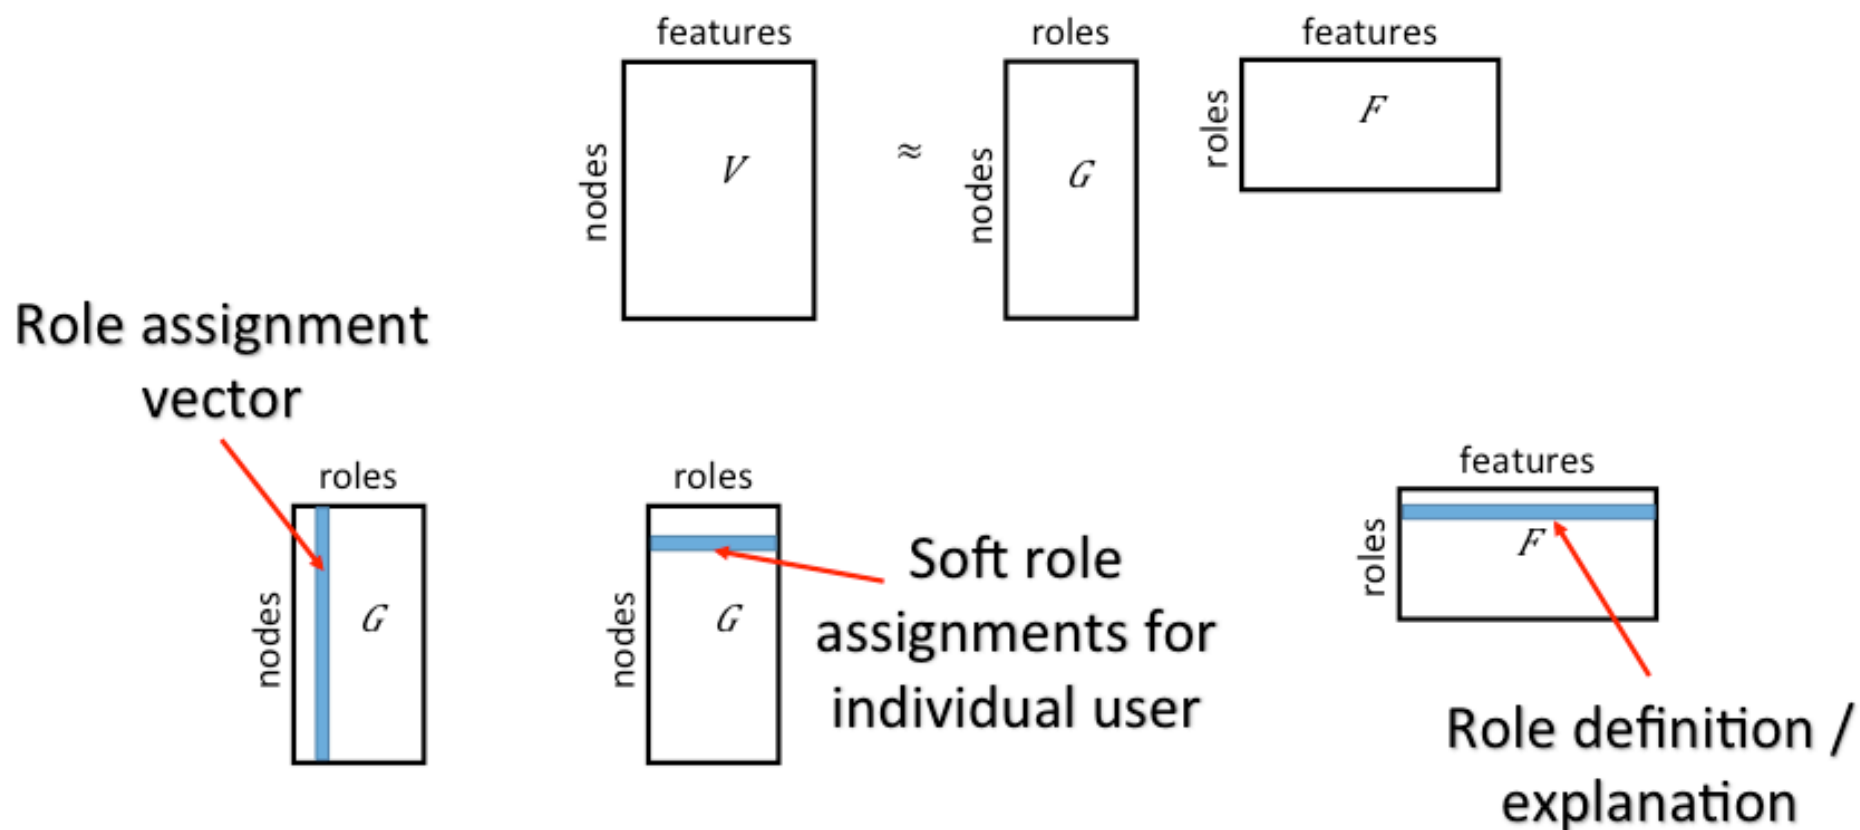 features
roles
features
nodes
V
≈
nodes
G
roles
F
Role assignment
vector
roles
nodes
G
roles
nodes
G
Soft role
assignments for
individual user
features
roles
F
Role definition /
explanation